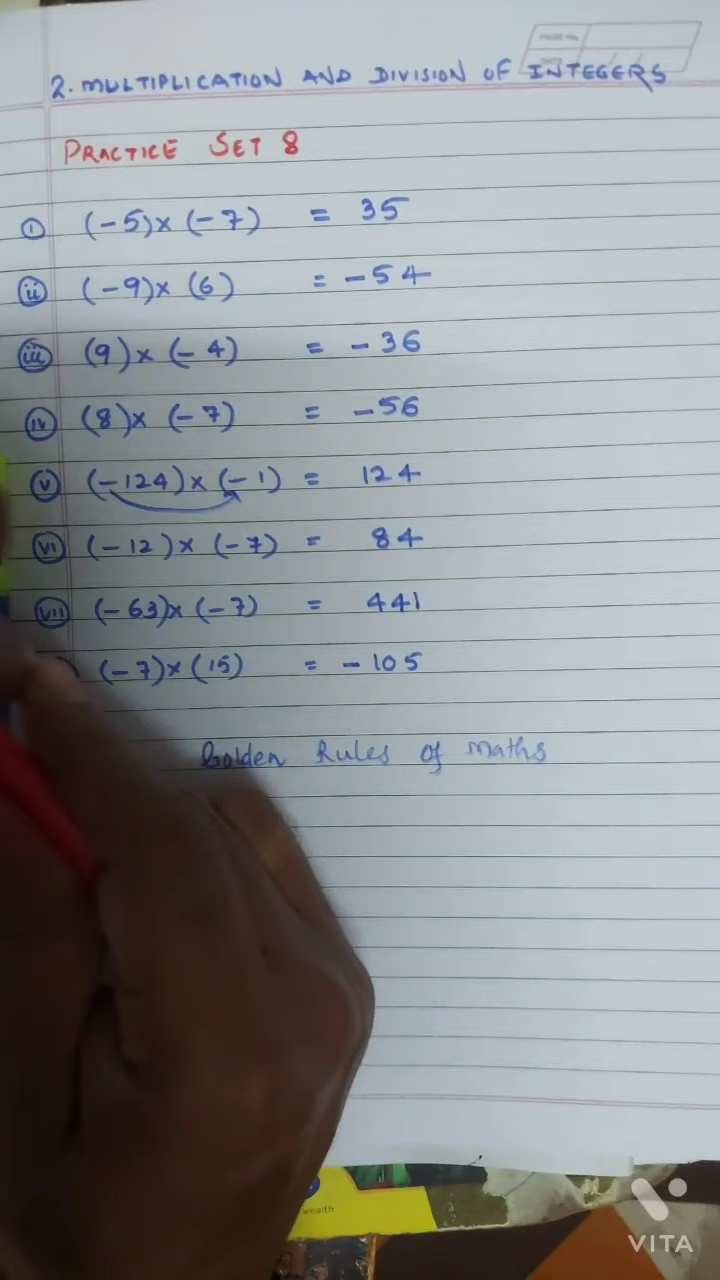 2. MULTIPLICATION AND DIVISION OF INTEGERS
PRACTICE SET 8
i (-5)×(-7) = 35
ii (-9)×(6) = -54
iii (9)×(-4) = -36
iv (8)×(-7) = -56
v (-124)×(-1) = 124
vi (-12)×(-7) = 84
vii (-63)×(-7) = 441
(-7)×(15) = -105
Golden Rules of maths
wealth
VITA